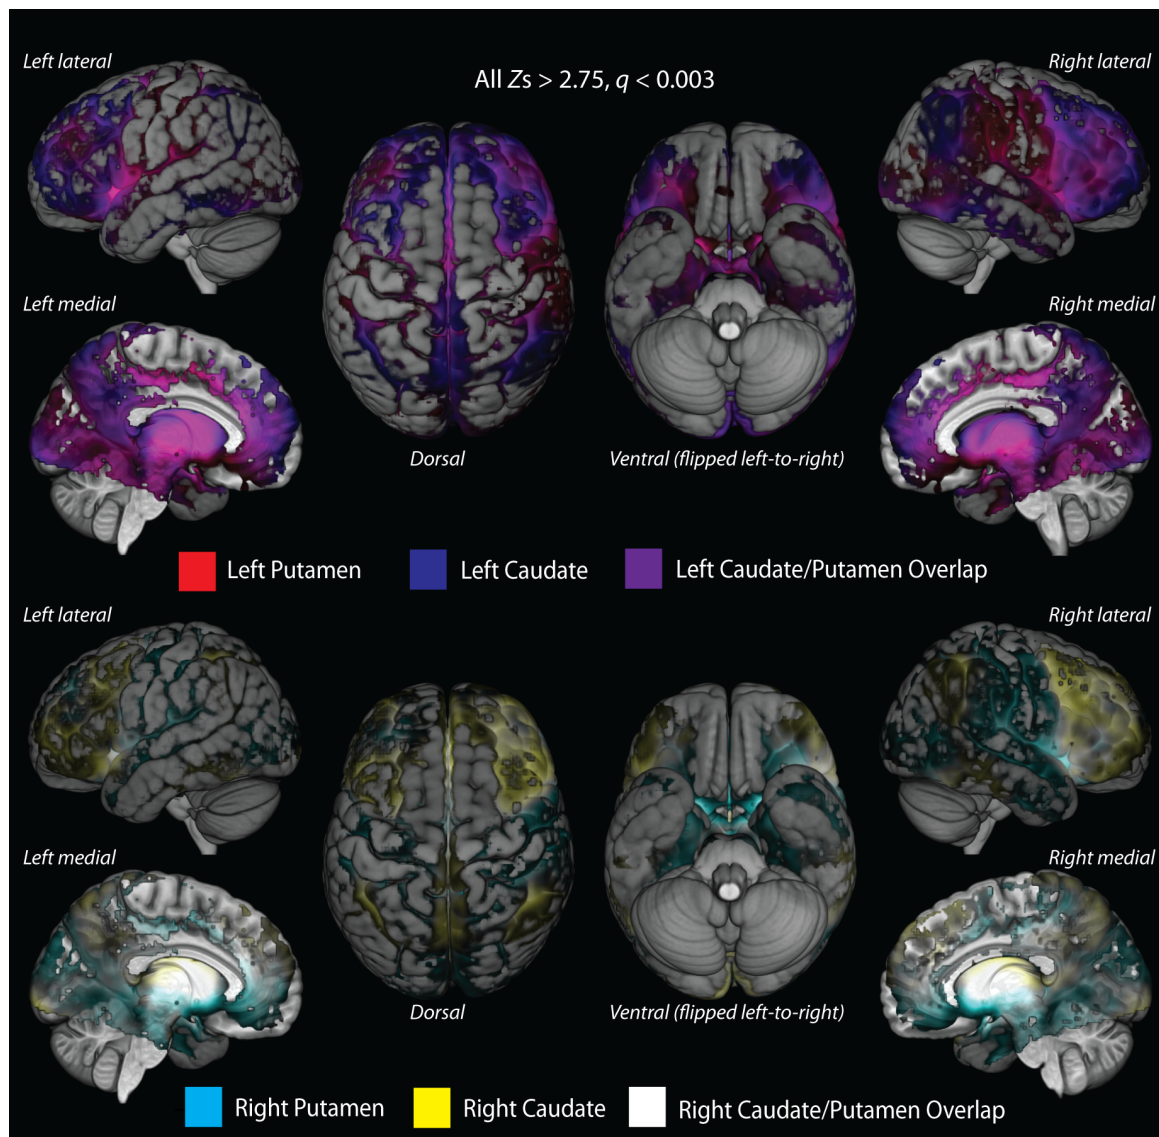 Left lateral
All Zs > 2.75, q < 0.003
Right lateral
Left medial
Right medial
Dorsal
Ventral (flipped left-to-right)
Left Putamen
Left Caudate
Left Caudate/Putamen Overlap
Left lateral
Right lateral
Left medial
Right medial
Dorsal
Ventral (flipped left-to-right)
Right Putamen
Right Caudate
Right Caudate/Putamen Overlap